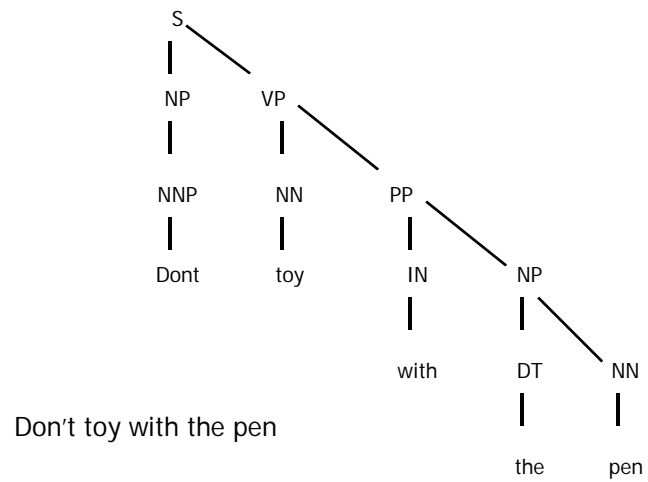 S
NP VP
NNP NN PP
Dont toy IN NP
with DT NN
Don't toy with the pen
the pen